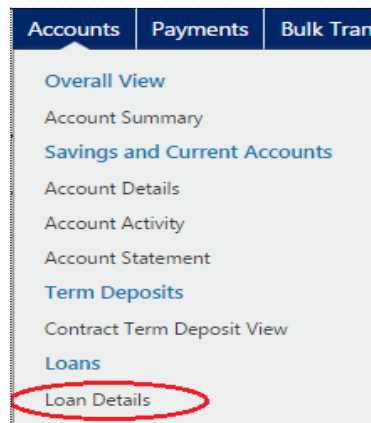 Accounts Payments Bulk Tran
Overall View
Account Summary
Savings and Current Accounts
Account Details
Account Activity
Account Statement
Term Deposits
Contract Term Deposit View
Loans
Loan Details